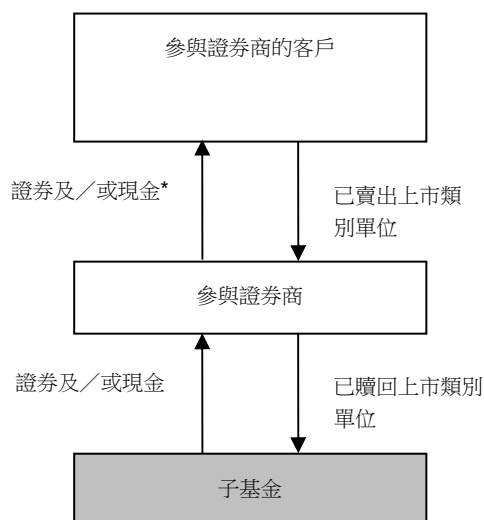 參與證券商的客戶
證券及／或現金*
已賣出上市類
別單位
參與證券商
證券及／或現金
已贖回上市類別
單位
子基金